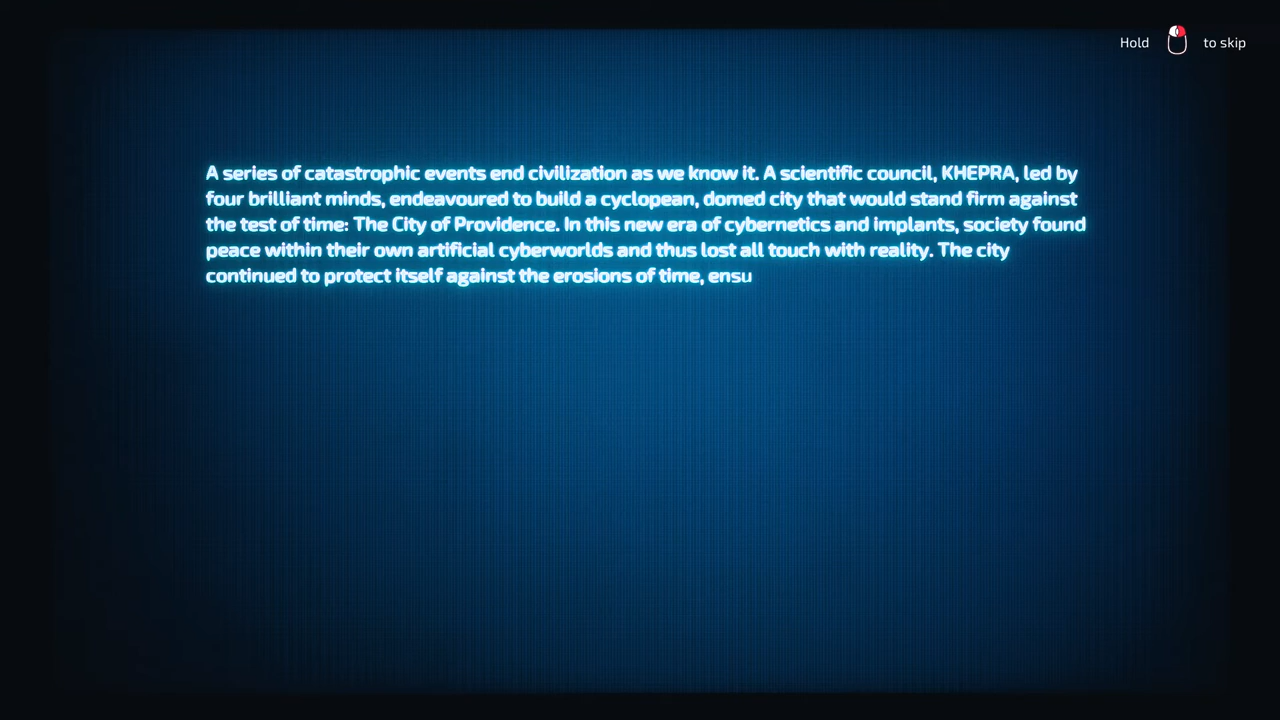 Hold to skip
A series of catastrophic events end civilization as we know it. A scientific council, KHEPRA, led by
four brilliant minds, endeavoured to build a cyclopean, domed city that would stand firm against
the test of time: The City of Providence. In this new era of cybernetics and implants, society found
peace within their own artificial cyberworlds and thus lost all touch with reality. The city
continued to protect itself against the erosions of time, ensu